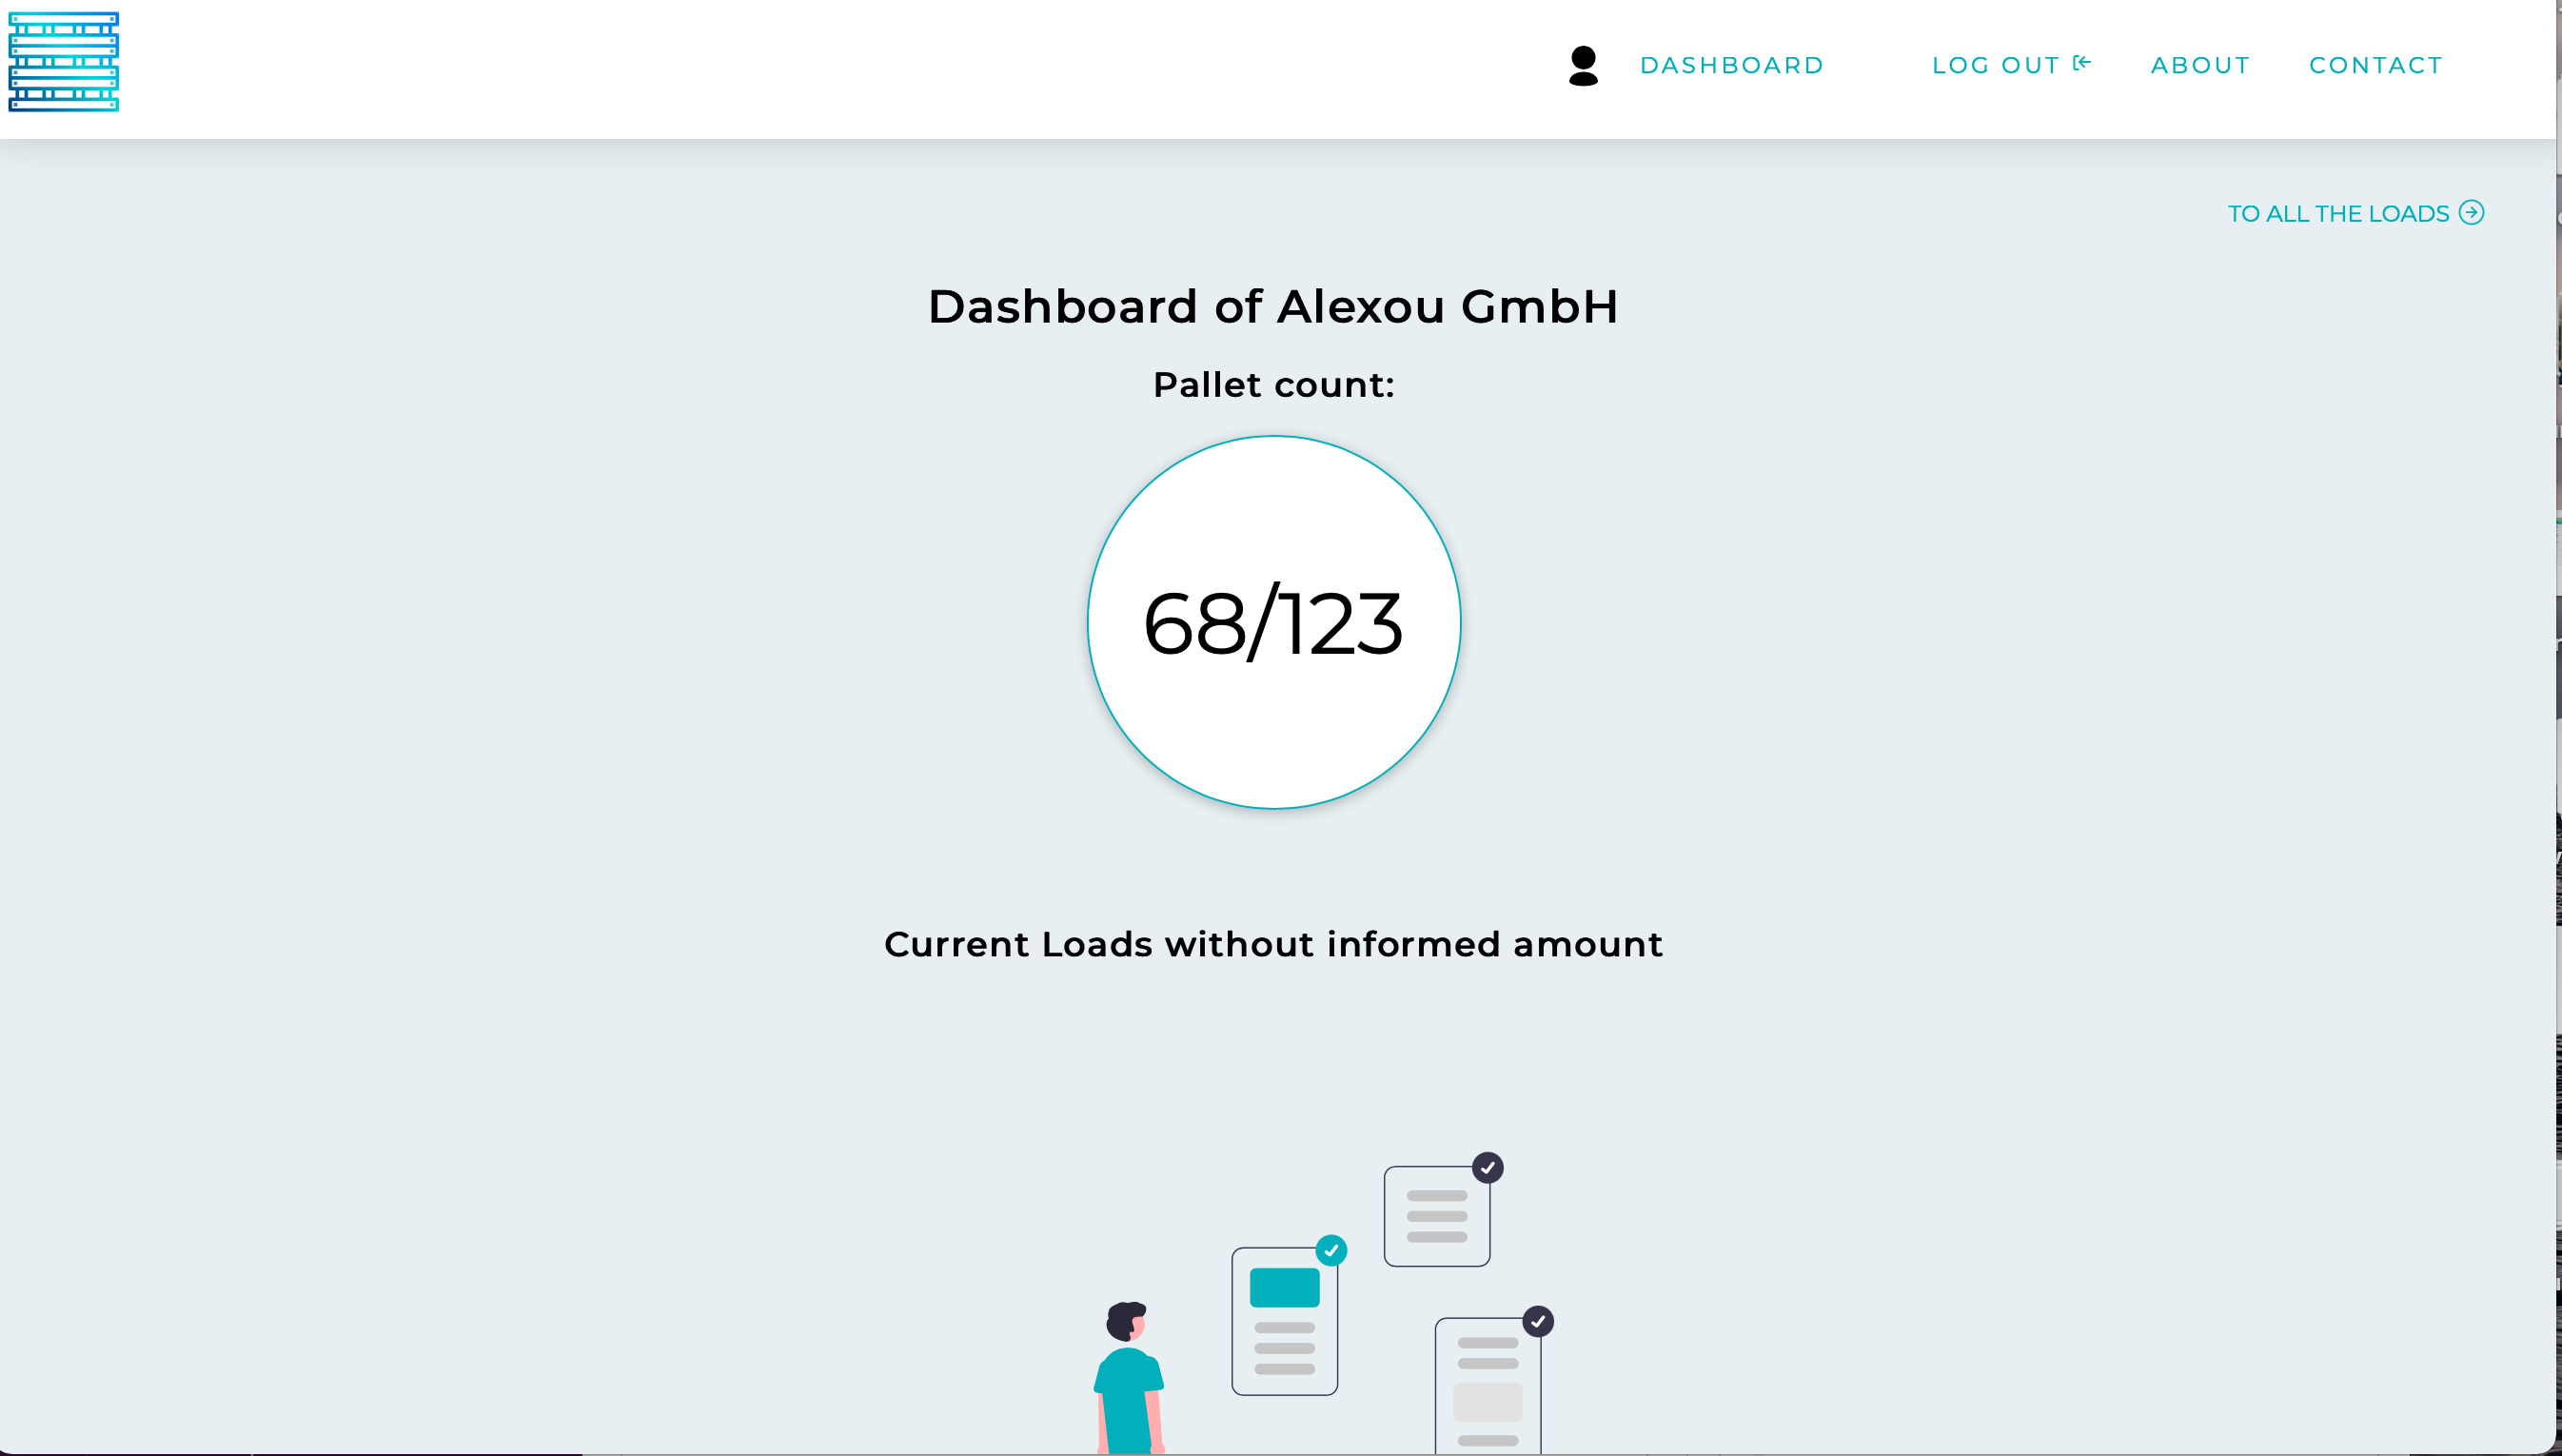 DASHBOARD LOG OUT ABOUT CONTACT
TO ALL THE LOADS
Dashboard of Alexou GmbH
Pallet count:
68/123
Current Loads without informed amount